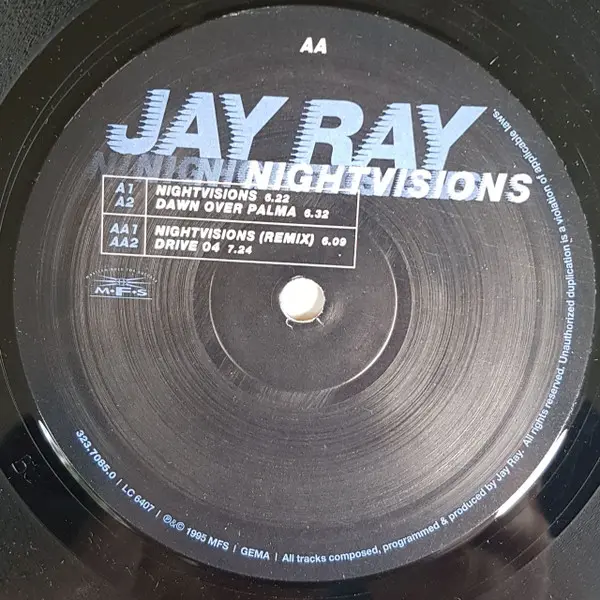 AA
JAY RAY
NIGHTVISIONS
A1 NIGHTVISIONS 6.22
A2 DAWN OVER PALMA 6.32
AA1 NIGHTVISIONS (REMIX) 6.09
AA2 DRIVE 04 7.24
M·F·S
323.7085.0 | LC 6407 | ℗&© 1995 MFS | GEMA | All tracks composed, programmed & produced by Jay Ray. All rights reserved. Unauthorized duplication is a violation of applicable laws.